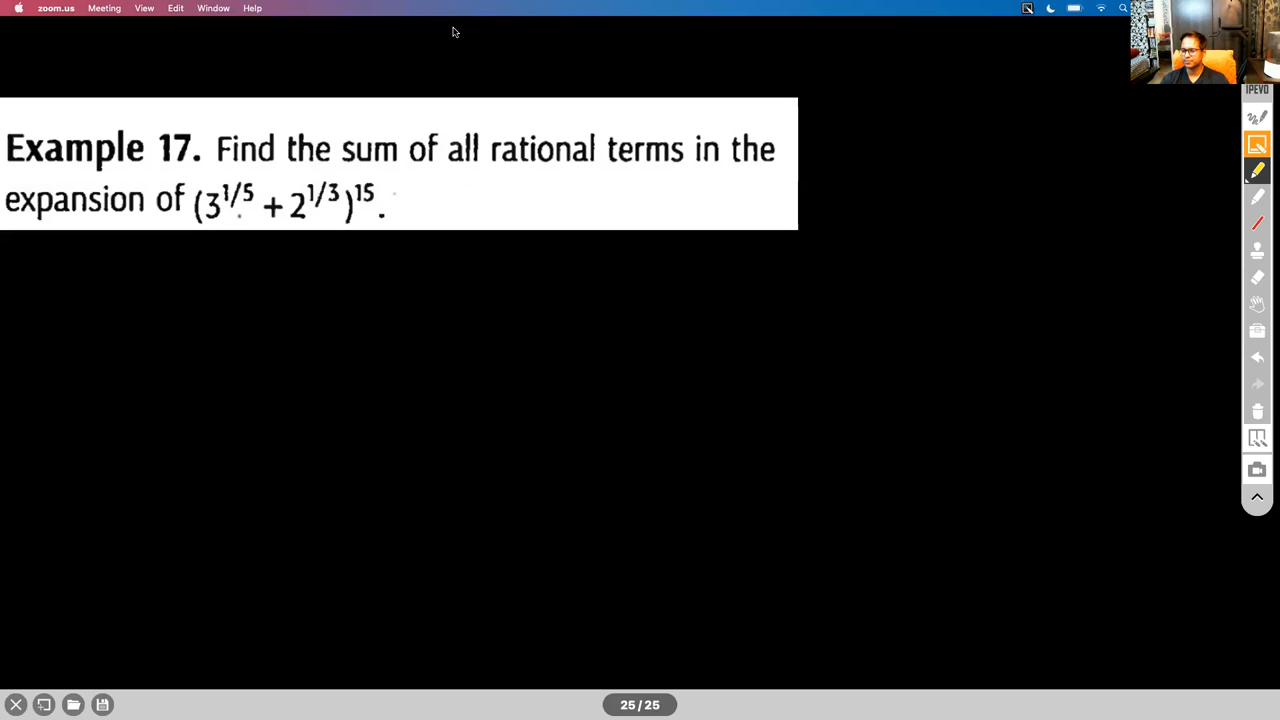 zoom.us Meeting View Edit Window Help
IPEVO
Example 17. Find the sum of all rational terms in the
expansion of (3^{1/5} + 2^{1/3})^{15}.
25 / 25